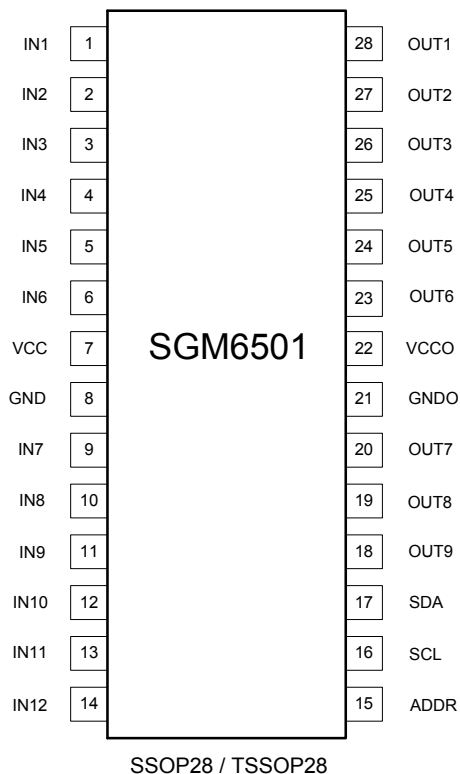 IN1 1 28 OUT1
IN2 2 27 OUT2
IN3 3 26 OUT3
IN4 4 25 OUT4
IN5 5 24 OUT5
IN6 6 23 OUT6
VCC 7 SGM6501 22 VCCO
GND 8 21 GNDO
IN7 9 20 OUT7
IN8 10 19 OUT8
IN9 11 18 OUT9
IN10 12 17 SDA
IN11 13 16 SCL
IN12 14 15 ADDR
SSOP28 / TSSOP28